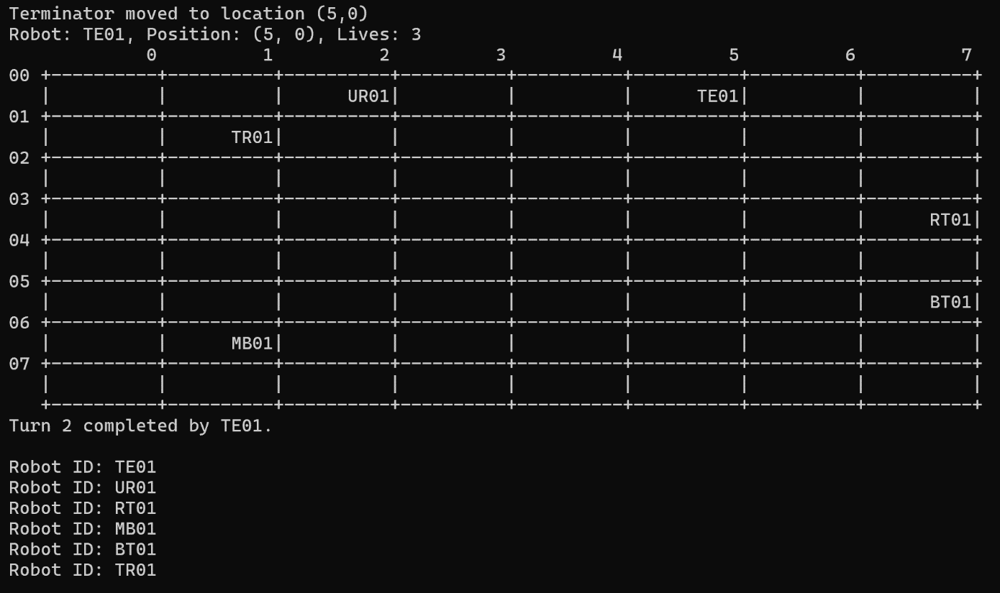 Terminator moved to location (5,0)
Robot: TE01, Position: (5, 0), Lives: 3
             0          1          2          3          4          5          6          7
00 +----------+----------+----------+----------+----------+----------+----------+----------+
   |          |          |      UR01|          |          |      TE01|          |          |
01 +----------+----------+----------+----------+----------+----------+----------+----------+
   |          |      TR01|          |          |          |          |          |          |
02 +----------+----------+----------+----------+----------+----------+----------+----------+
   |          |          |          |          |          |          |          |          |
03 +----------+----------+----------+----------+----------+----------+----------+----------+
   |          |          |          |          |          |          |          |      RT01|
04 +----------+----------+----------+----------+----------+----------+----------+----------+
   |          |          |          |          |          |          |          |          |
05 +----------+----------+----------+----------+----------+----------+----------+----------+
   |          |          |          |          |          |          |          |      BT01|
06 +----------+----------+----------+----------+----------+----------+----------+----------+
   |          |      MB01|          |          |          |          |          |          |
07 +----------+----------+----------+----------+----------+----------+----------+----------+
   |          |          |          |          |          |          |          |          |
   +----------+----------+----------+----------+----------+----------+----------+----------+
Turn 2 completed by TE01.

Robot ID: TE01
Robot ID: UR01
Robot ID: RT01
Robot ID: MB01
Robot ID: BT01
Robot ID: TR01